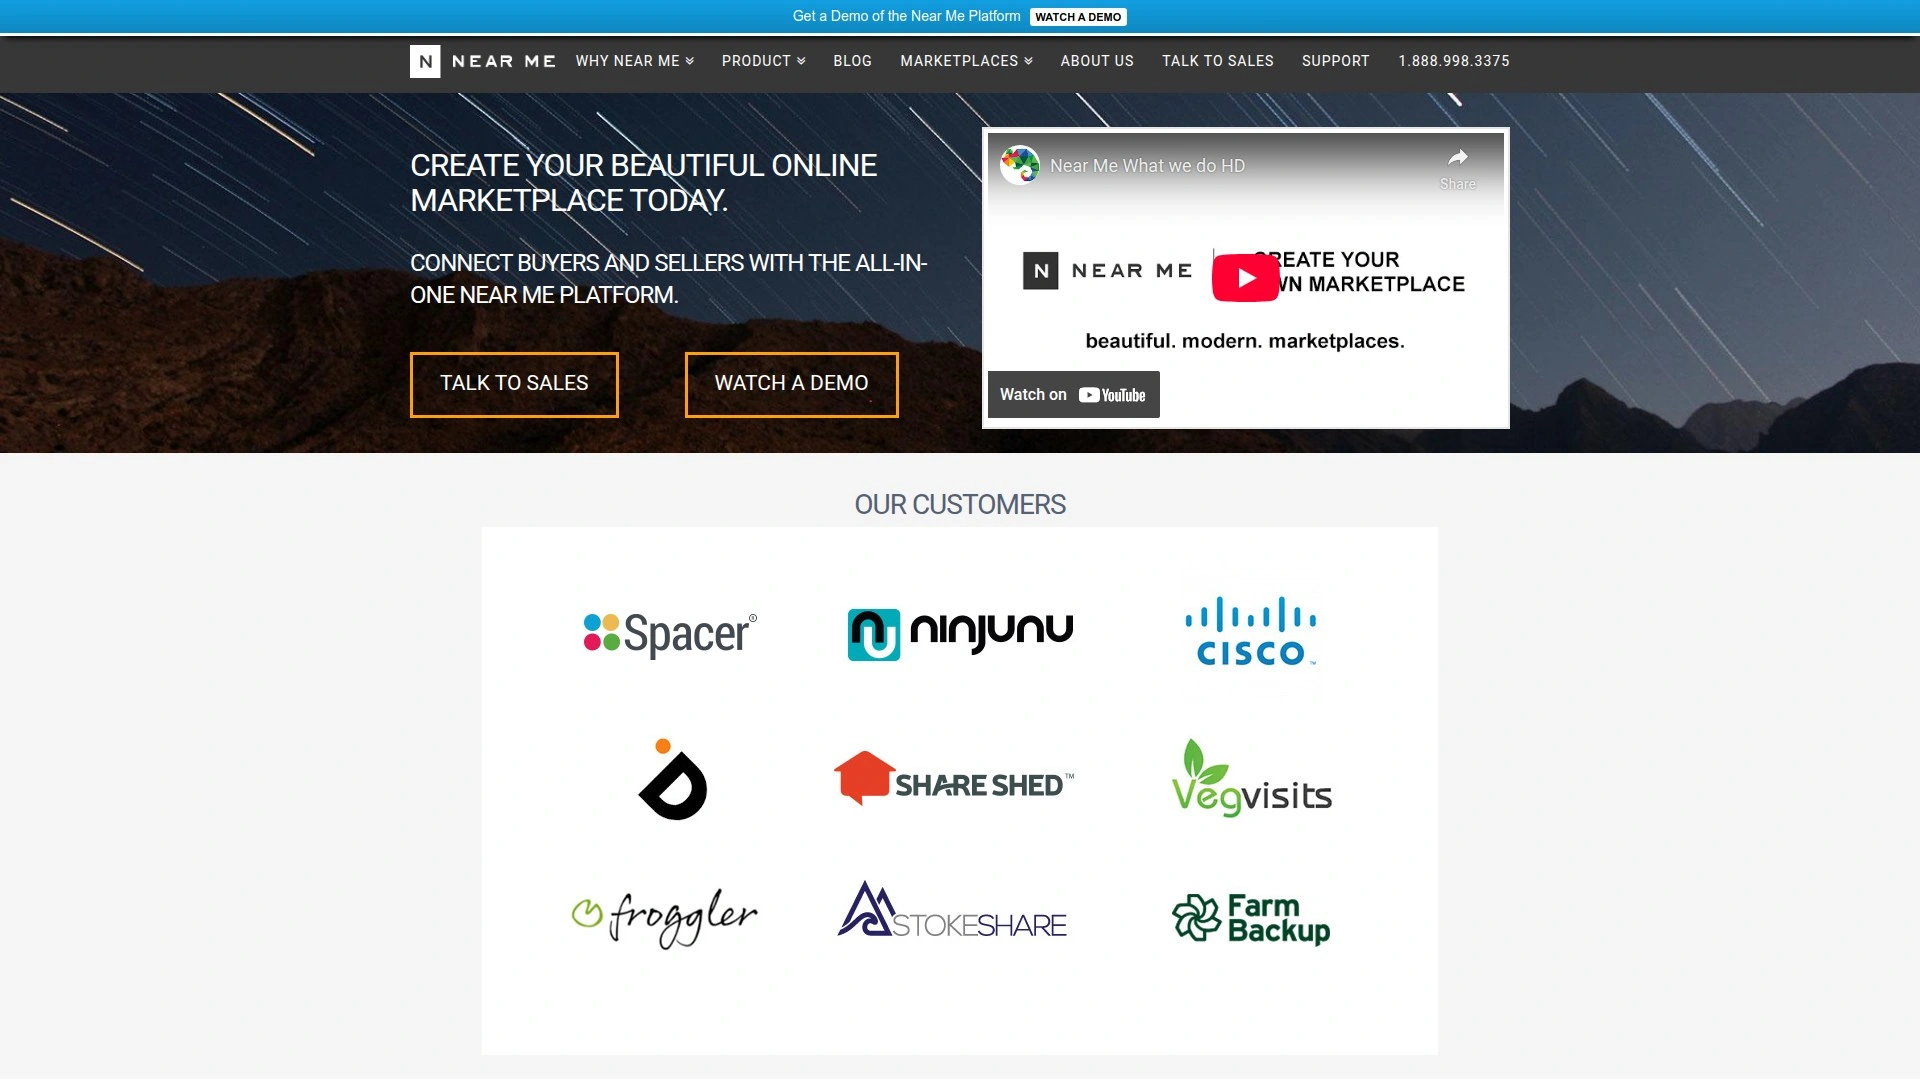 Get a Demo of the Near Me Platform WATCH A DEMO
N NEAR ME WHY NEAR ME PRODUCT BLOG MARKETPLACES ABOUT US TALK TO SALES SUPPORT 1.888.998.3375
CREATE YOUR BEAUTIFUL ONLINE
MARKETPLACE TODAY.
CONNECT BUYERS AND SELLERS WITH THE ALL-IN-
ONE NEAR ME PLATFORM.
TALK TO SALES WATCH A DEMO
Near Me What we do HD
Share
N NEAR ME
REATE YOUR
WN MARKETPLACE
beautiful. modern. marketplaces.
Watch on YouTube
OUR CUSTOMERS
Spacer®
ninjunu
CISCO™
SHARE SHED™
Vegvisits
froggler
STOKESHARE
Farm
Backup